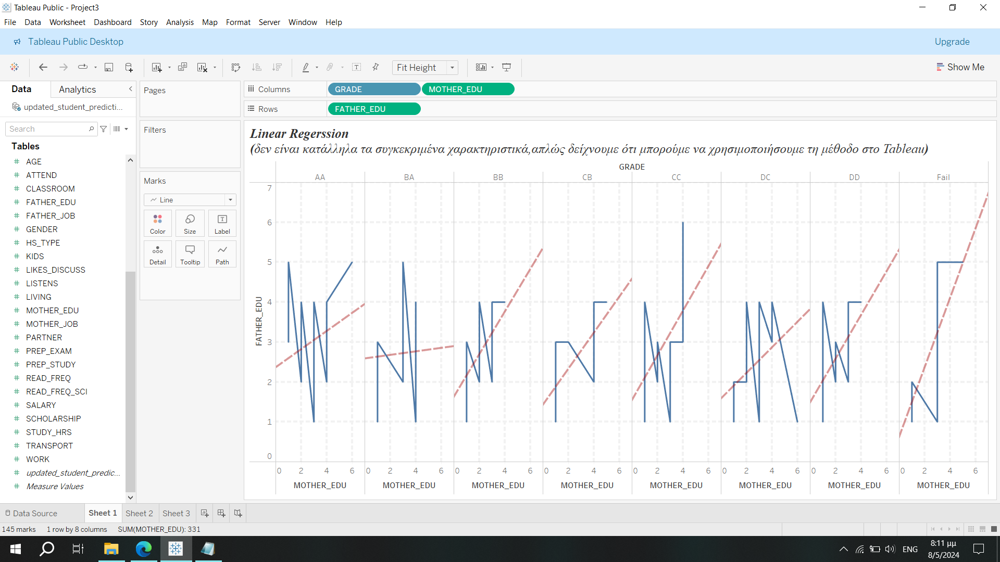 Tableau Public - Project3
File Data Worksheet Dashboard Story Analysis Map Format Server Window Help
Tableau Public Desktop
Upgrade
Fit Height
Show Me
Data
Analytics
updated_student_predicti...
Search
Tables
AGE
ATTEND
CLASSROOM
FATHER_EDU
FATHER_JOB
GENDER
HS_TYPE
KIDS
LIKES_DISCUSS
LISTENS
LIVING
MOTHER_EDU
MOTHER_JOB
PARTNER
PREP_EXAM
PREP_STUDY
READ_FREQ
READ_FREQ_SCI
SALARY
SCHOLARSHIP
STUDY_HRS
TRANSPORT
WORK
updated_student_predic...
Measure Values
Pages
Filters
Marks
Line
Color Size Label
Detail Tooltip Path
Columns GRADE MOTHER_EDU
Rows FATHER_EDU
Linear Regerssion
(δεν είναι κατάλληλα τα συγκεκριμένα χαρακτηριστικά,απλώς δείχνουμε ότι μπορούμε να χρησιμοποιήσουμε τη μέθοδο στο Tableau)
GRADE
AA BA BB CB CC DC DD Fail
FATHER_EDU
7
6
5
4
3
2
1
0
0 2 4 6 0 2 4 6 0 2 4 6 0 2 4 6 0 2 4 6 0 2 4 6 0 2 4 6 0 2 4 6
MOTHER_EDU MOTHER_EDU MOTHER_EDU MOTHER_EDU MOTHER_EDU MOTHER_EDU MOTHER_EDU MOTHER_EDU
Data Source Sheet 1 Sheet 2 Sheet 3
145 marks 1 row by 8 columns SUM(MOTHER_EDU): 331
ENG
8:11 μμ
8/5/2024